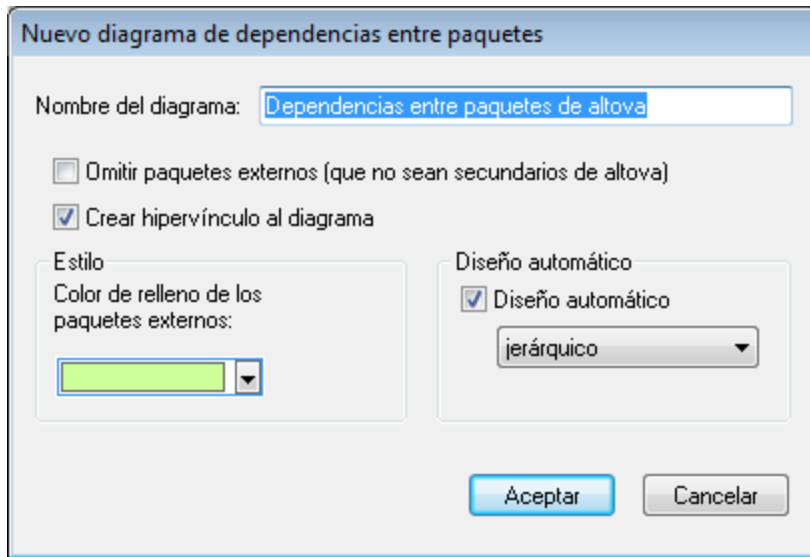 Nuevo diagrama de dependencias entre paquetes
Nombre del diagrama: Dependencias entre paquetes de altova
Omitir paquetes externos (que no sean secundarios de altova)
Crear hipervínculo al diagrama
Estilo
Color de relleno de los
paquetes externos:
Diseño automático
Diseño automático
jerárquico
Aceptar
Cancelar